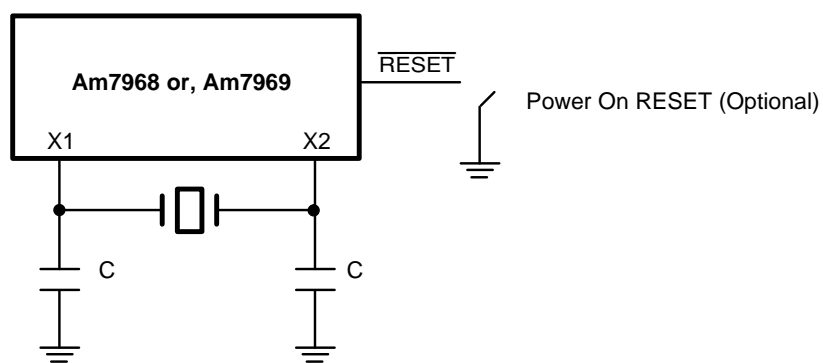 Am7968 or, Am7969
RESET
Power On RESET (Optional)
X1 X2
C C